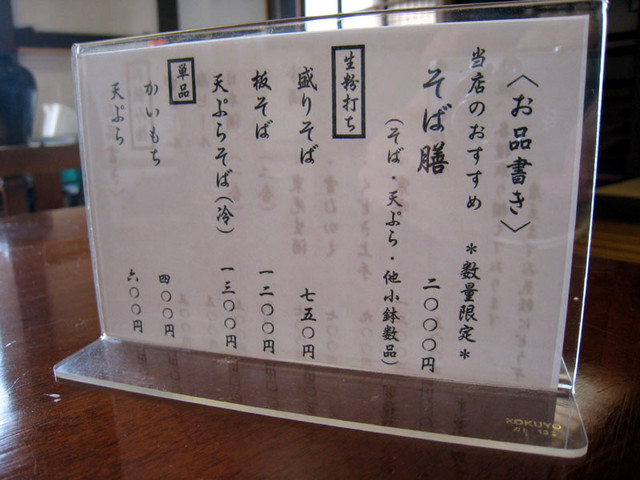 〈お品書き〉
当店のおすすめ ＊数量限定＊
そば膳 二〇〇〇円
（そば・天ぷら・他小鉢数品）
生粉打ち
盛りそば 七五〇円
板そば 一二〇〇円
天ぷらそば（冷） 一三〇〇円
単品
かいもち 四〇〇円
天ぷら 六〇〇円
KOKUYO